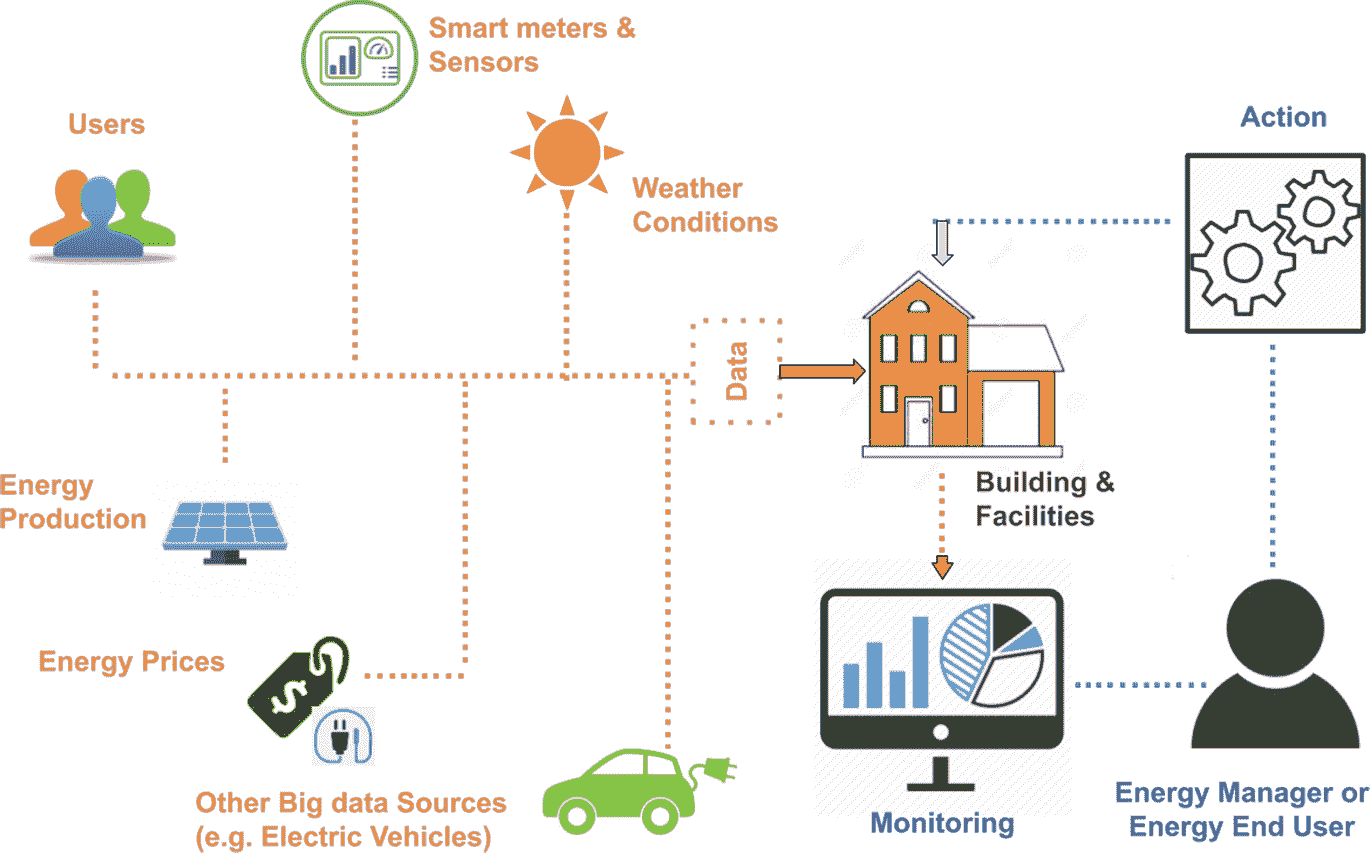 Smart meters &
Sensors
Users
Action
Weather
Conditions
Data
Energy
Production
Building &
Facilities
Energy Prices
$
Other Big data Sources
(e.g. Electric Vehicles)
Monitoring
Energy Manager or
Energy End User